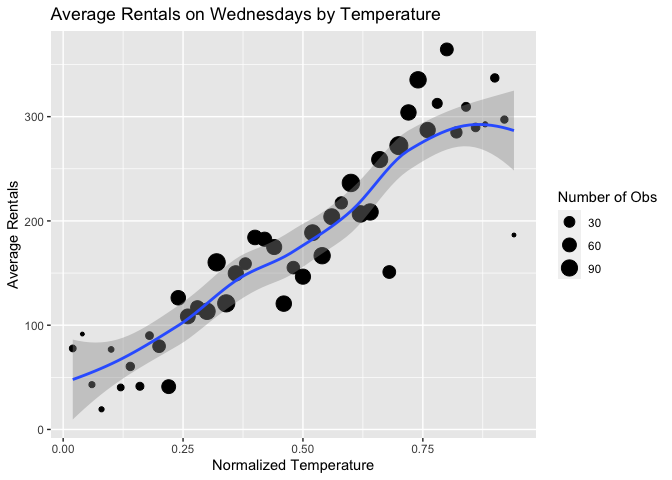 Average Rentals on Wednesdays by Temperature
300
200
100
0
Average Rentals
0.00 0.25 0.50 0.75
Normalized Temperature
Number of Obs
30
60
90